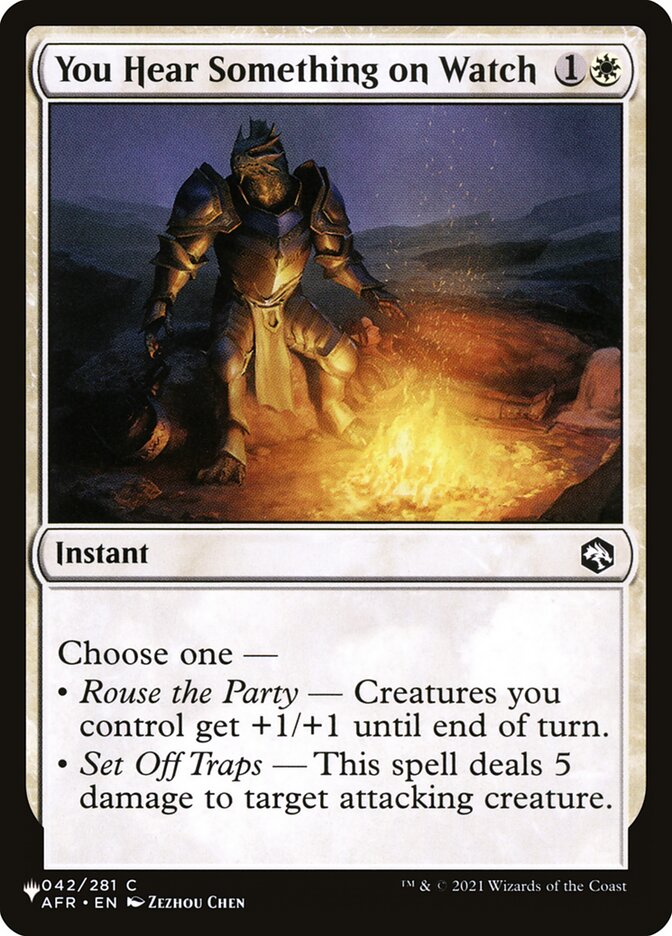 You Hear Something on Watch 1
Instant
Choose one —
• Rouse the Party — Creatures you
control get +1/+1 until end of turn.
• Set Off Traps — This spell deals 5
damage to target attacking creature.
042/281 C
AFR • EN Zezhou Chen
™ & © 2021 Wizards of the Coast